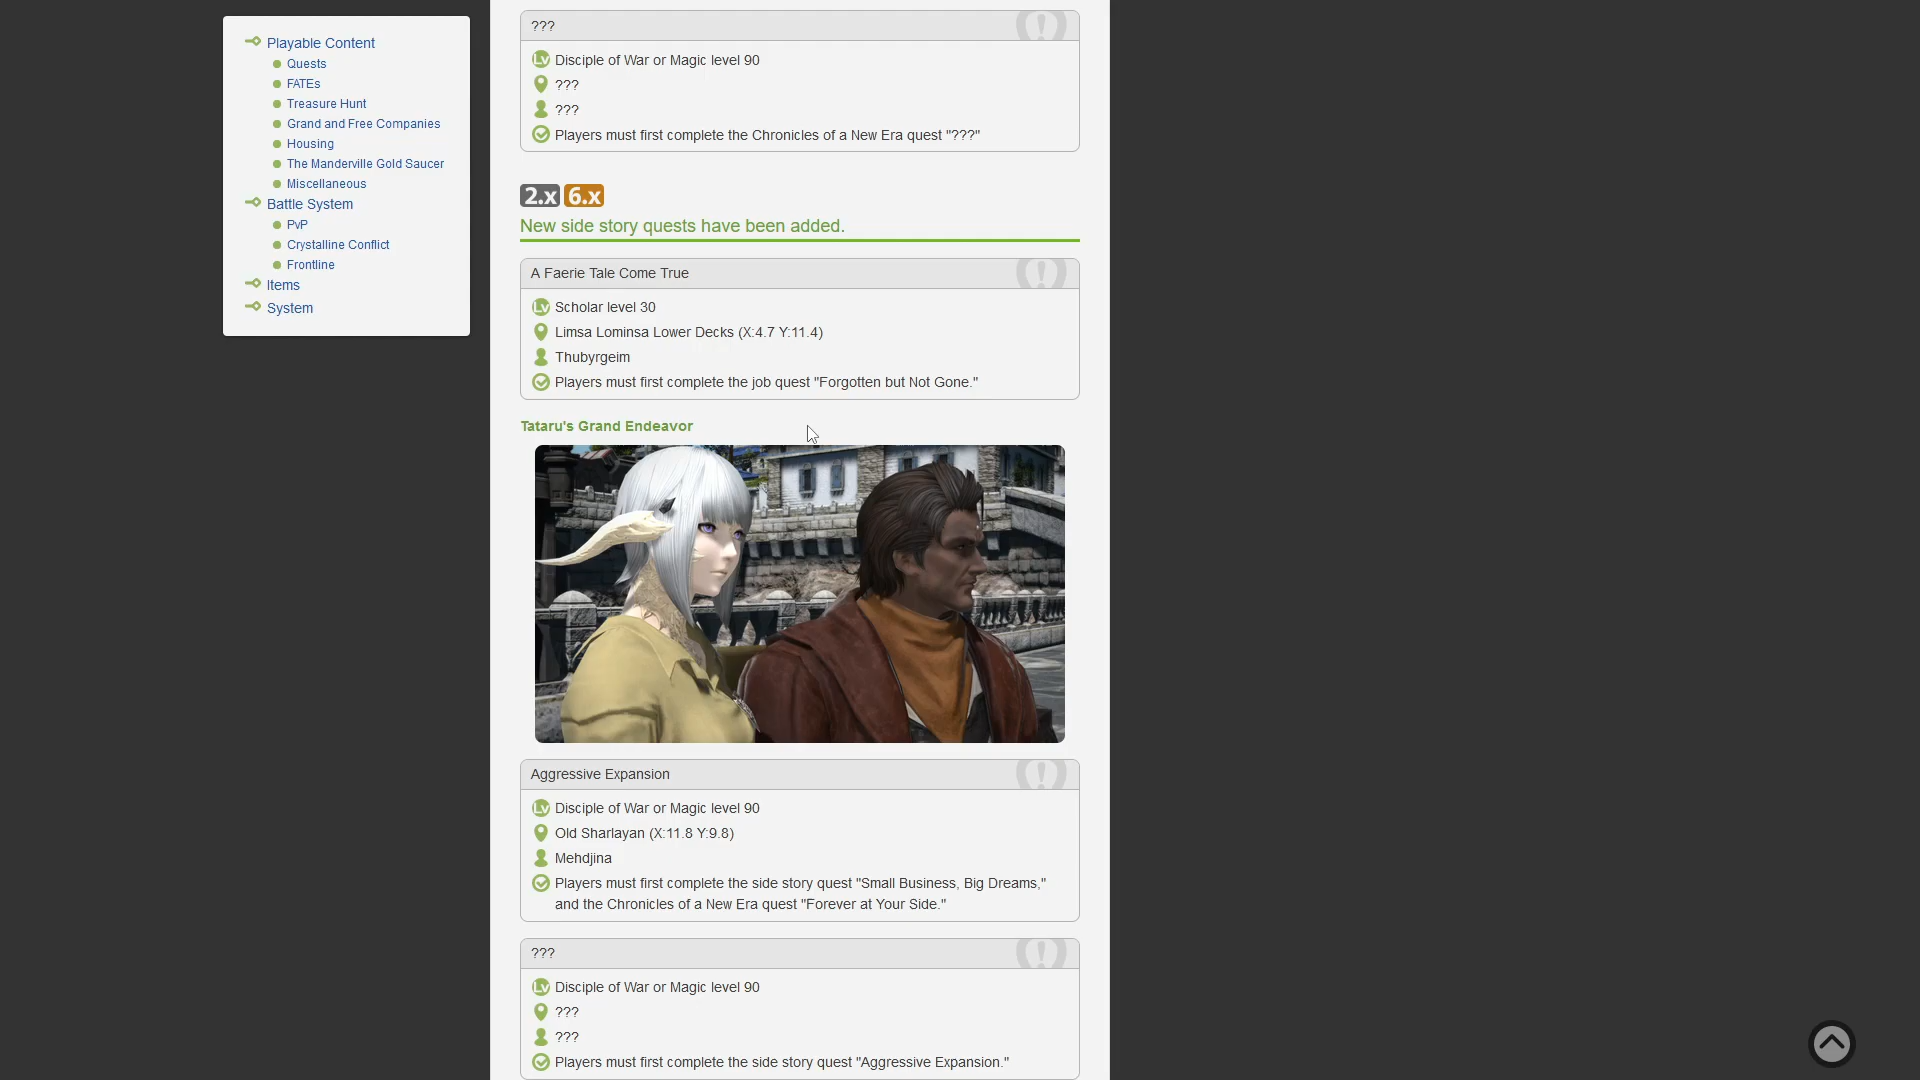 Playable Content
Quests
FATEs
Treasure Hunt
Grand and Free Companies
Housing
The Manderville Gold Saucer
Miscellaneous
Battle System
PvP
Crystalline Conflict
Frontline
Items
System
???
Lv Disciple of War or Magic level 90
???
???
Players must first complete the Chronicles of a New Era quest "???"
2.x 6.x
New side story quests have been added.
A Faerie Tale Come True
Lv Scholar level 30
Limsa Lominsa Lower Decks (X:4.7 Y:11.4)
Thubyrgeim
Players must first complete the job quest "Forgotten but Not Gone."
Tataru's Grand Endeavor
Aggressive Expansion
Lv Disciple of War or Magic level 90
Old Sharlayan (X:11.8 Y:9.8)
Mehdjina
Players must first complete the side story quest "Small Business, Big Dreams,"
and the Chronicles of a New Era quest "Forever at Your Side."
???
Lv Disciple of War or Magic level 90
???
???
Players must first complete the side story quest "Aggressive Expansion."